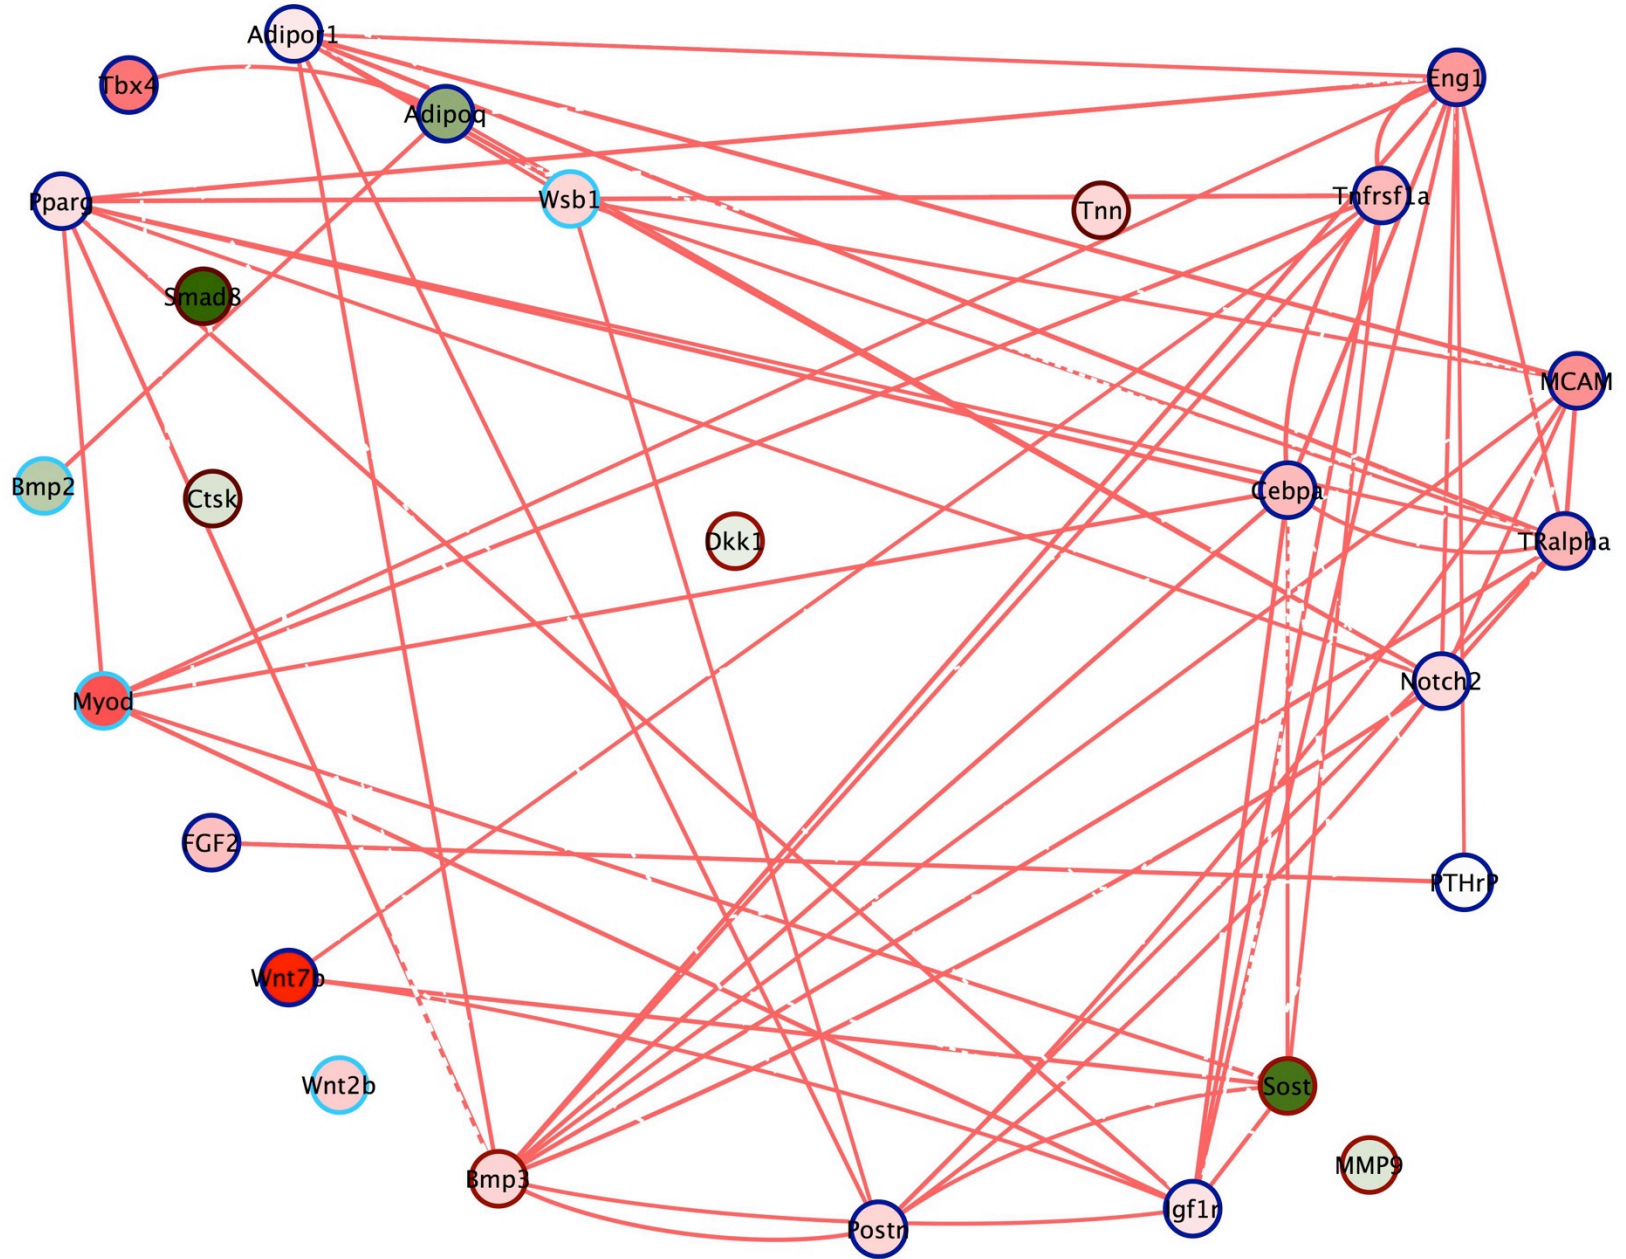 Adipor1
Eng1
Tbx4
Adipoq
Pparg
Wsb1
Tnn
Tnfrsf1a
Smad8
MCAM
Bmp2
Ctsk
Cebpa
Dkk1
TRalpha
Myod
Notch2
FGF2
PTHrP
Wnt7b
Wnt2b
Sost
Bmp3
MMP9
Postn
Igf1r